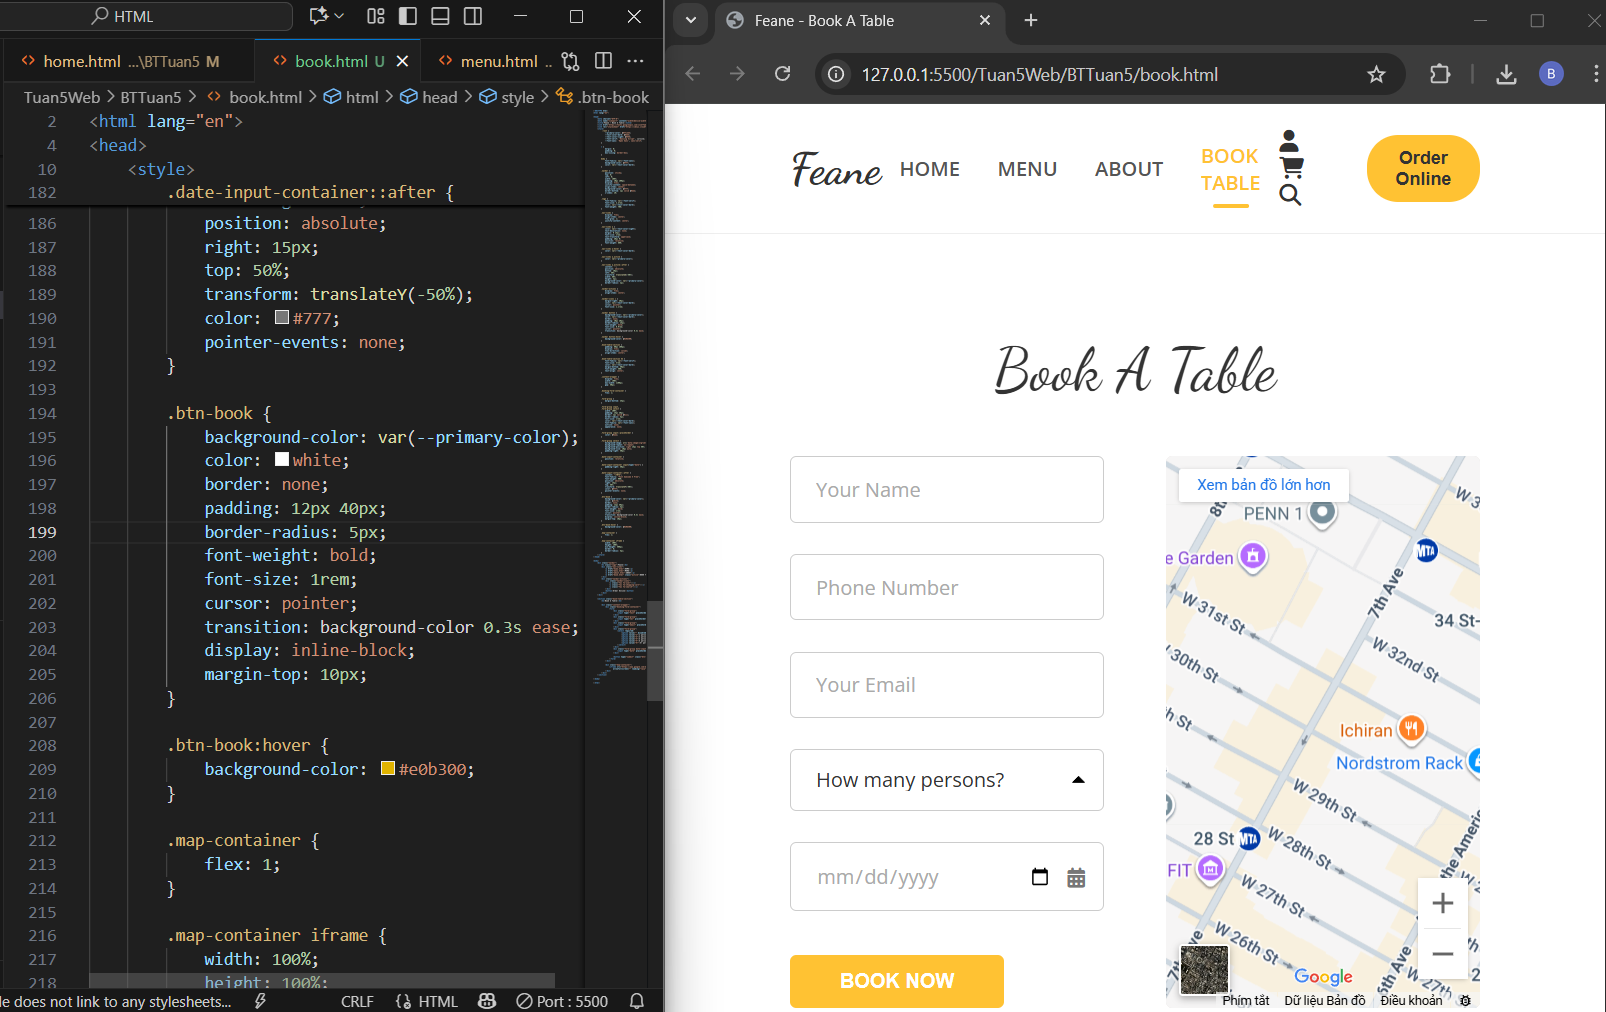 HTML
home.html ...\BTTuan5 M
book.html U
menu.html ..
Tuan5Web > BTTuan5 > book.html > html > head > style > .btn-book
2 <html lang="en">
4 <head>
10 <style>
182 .date-input-container::after {
186 position: absolute;
187 right: 15px;
188 top: 50%;
189 transform: translateY(-50%);
190 color: #777;
191 pointer-events: none;
192 }
193
194 .btn-book {
195 background-color: var(--primary-color);
196 color: white;
197 border: none;
198 padding: 12px 40px;
199 border-radius: 5px;
200 font-weight: bold;
201 font-size: 1rem;
202 cursor: pointer;
203 transition: background-color 0.3s ease;
204 display: inline-block;
205 margin-top: 10px;
206 }
207
208 .btn-book:hover {
209 background-color: #e0b300;
210 }
211
212 .map-container {
213 flex: 1;
214 }
215
216 .map-container iframe {
217 width: 100%;
218 height: 100%;
le does not link to any stylesheets...
CRLF
HTML
Port : 5500
Feane - Book A Table
127.0.0.1:5500/Tuan5Web/BTTuan5/book.html
B
Feane
HOME
MENU
ABOUT
BOOK
TABLE
Order
Online
Book A Table
Your Name
Phone Number
Your Email
How many persons?
mm/dd/yyyy
BOOK NOW
Xem bản đồ lớn hơn
8th
W 3
PENN 1
MTA
e Garden
7th Ave
W 31st St
34 St-
W 32nd St
30th St
th St
Ichiran
Nordstrom Rack
W 29th St
28 St
MTA
W 28th St
the Americ
FIT
W 27th St
W 27th St
W 26th St
Google
Phím tắt
Dữ liệu Bản đồ
Điều khoản